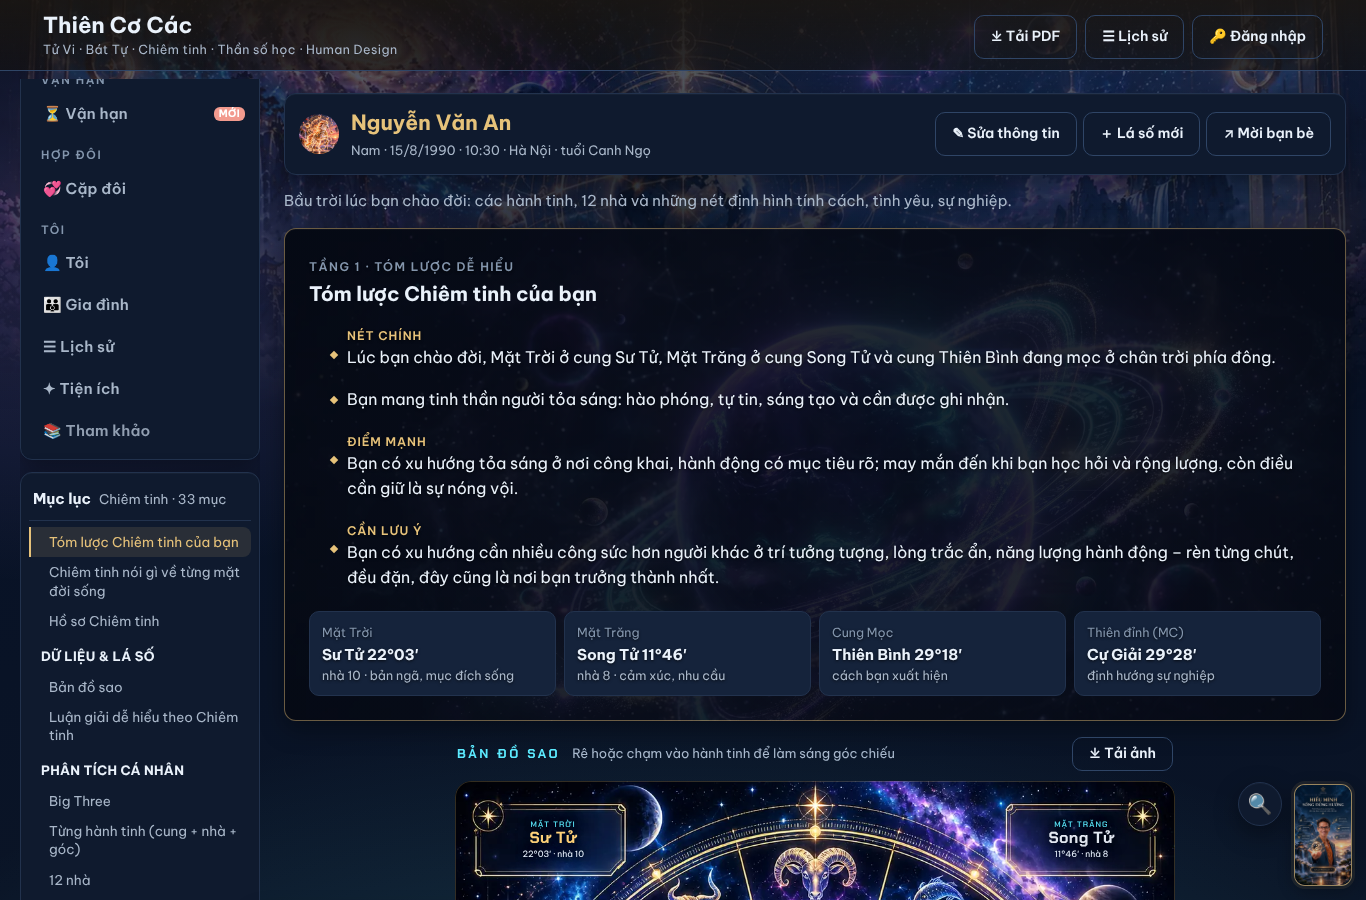 Thiên Cơ Các
Tử Vi · Bát Tự · Chiêm tinh · Thần số học · Human Design
Tải PDF
☰ Lịch sử
Đăng nhập
VẬN HẠN
Vận hạn
MỚI
HỢP ĐÔI
Cặp đôi
TÔI
Tôi
Gia đình
☰ Lịch sử
✦ Tiện ích
Tham khảo
Mục lục Chiêm tinh · 33 mục
Tóm lược Chiêm tinh của bạn
Chiêm tinh nói gì về từng mặt
đời sống
Hồ sơ Chiêm tinh
DỮ LIỆU & LÁ SỐ
Bản đồ sao
Luận giải dễ hiểu theo Chiêm
tinh
PHÂN TÍCH CÁ NHÂN
Big Three
Từng hành tinh (cung + nhà +
góc)
12 nhà
Nguyễn Văn An
Nam · 15/8/1990 · 10:30 · Hà Nội · tuổi Canh Ngọ
✎ Sửa thông tin
+ Lá số mới
↗ Mời bạn bè
Bầu trời lúc bạn chào đời: các hành tinh, 12 nhà và những nét định hình tính cách, tình yêu, sự nghiệp.
TẦNG 1 · TÓM LƯỢC DỄ HIỂU
Tóm lược Chiêm tinh của bạn
NÉT CHÍNH
Lúc bạn chào đời, Mặt Trời ở cung Sư Tử, Mặt Trăng ở cung Song Tử và cung Thiên Bình đang mọc ở chân trời phía đông.
Bạn mang tinh thần người tỏa sáng: hào phóng, tự tin, sáng tạo và cần được ghi nhận.
ĐIỂM MẠNH
Bạn có xu hướng tỏa sáng ở nơi công khai, hành động có mục tiêu rõ; may mắn đến khi bạn học hỏi và rộng lượng, còn điều
cần giữ là sự nóng vội.
CẦN LƯU Ý
Bạn có xu hướng cần nhiều công sức hơn người khác ở trí tưởng tượng, lòng trắc ẩn, năng lượng hành động – rèn từng chút,
đều đặn, đây cũng là nơi bạn trưởng thành nhất.
Mặt Trời
Sư Tử 22°03′
nhà 10 · bản ngã, mục đích sống
Mặt Trăng
Song Tử 11°46′
nhà 8 · cảm xúc, nhu cầu
Cung Mọc
Thiên Bình 29°18′
cách bạn xuất hiện
Thiên đỉnh (MC)
Cự Giải 29°28′
định hướng sự nghiệp
BẢN ĐỒ SAO Rê hoặc chạm vào hành tinh để làm sáng góc chiếu
Tải ảnh
MẶT TRỜI
Sư Tử
22°03′ · nhà 10
MẶT TRĂNG
Song Tử
11°46′ · nhà 8